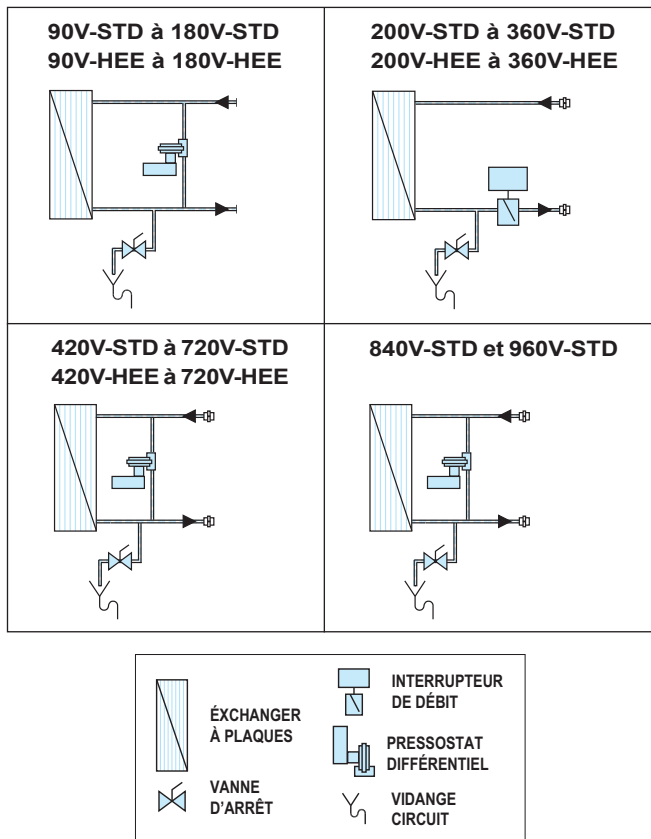 90V-STD à 180V-STD
90V-HEE à 180V-HEE
200V-STD à 360V-STD
200V-HEE à 360V-HEE
420V-STD à 720V-STD
420V-HEE à 720V-HEE
840V-STD et 960V-STD
ÉXCHANGER
À PLAQUES
VANNE
D'ARRÊT
INTERRUPTEUR
DE DÉBIT
PRESSOSTAT
DIFFÉRENTIEL
VIDANGE
CIRCUIT